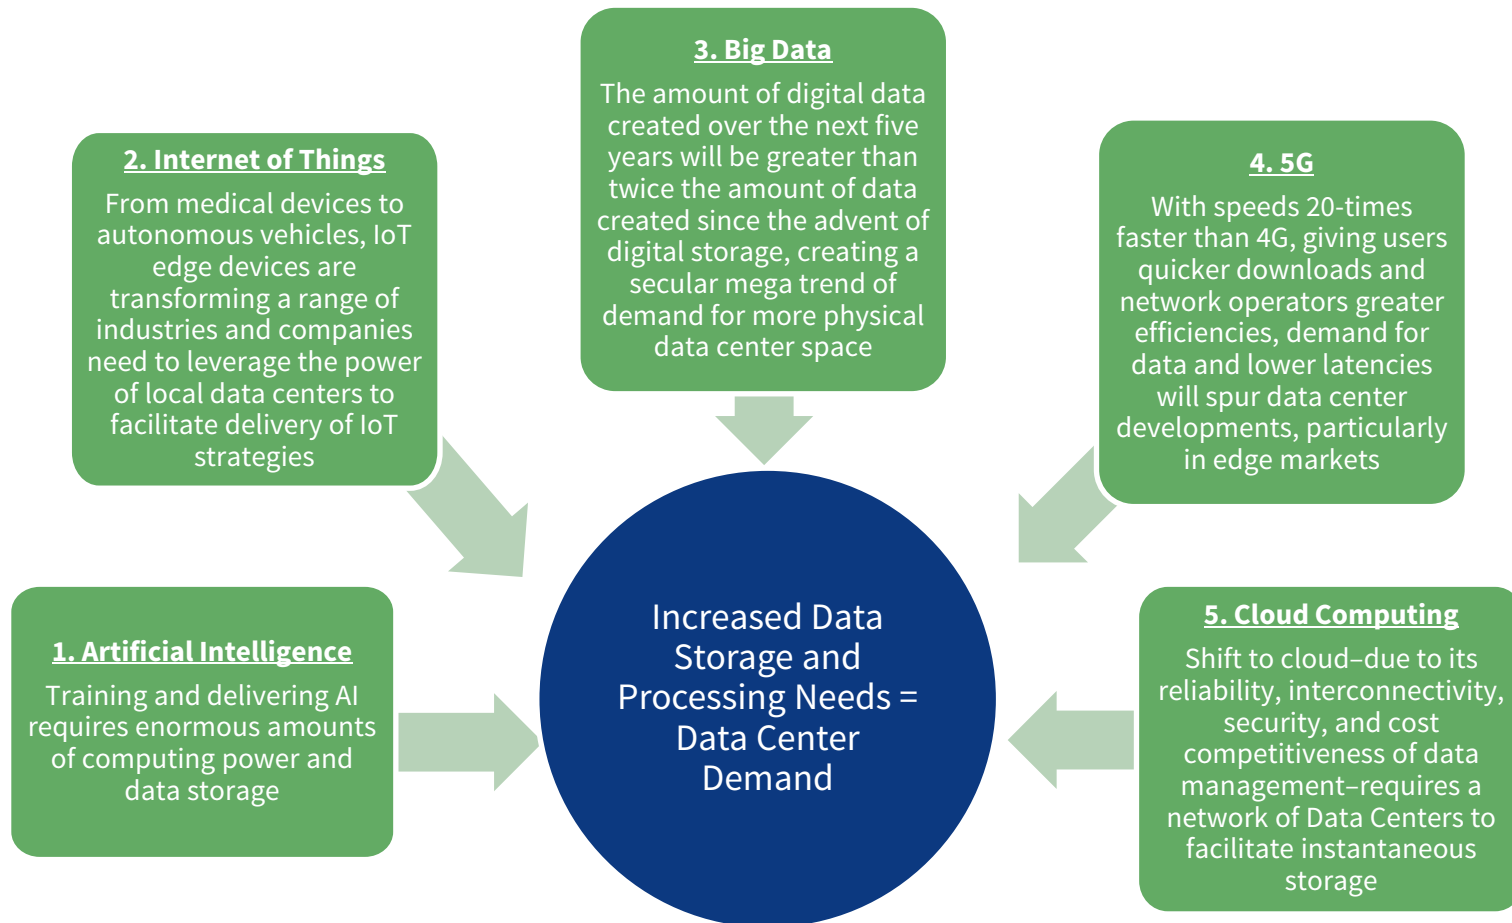 1. Artificial Intelligence
Training and delivering AI
requires enormous amounts
of computing power and
data storage
2. Internet of Things
From medical devices to
autonomous vehicles, IoT
edge devices are
transforming a range of
industries and companies
need to leverage the power
of local data centers to
facilitate delivery of IoT
strategies
3. Big Data
The amount of digital data
created over the next five
years will be greater than
twice the amount of data
created since the advent of
digital storage, creating a
secular mega trend of
demand for more physical
data center space
4. 5G
With speeds 20-times
faster than 4G, giving users
quicker downloads and
network operators greater
efficiencies, demand for
data and lower latencies
will spur data center
developments, particularly
in edge markets
5. Cloud Computing
Shift to cloud–due to its
reliability, interconnectivity,
security, and cost
competitiveness of data
management–requires a
network of Data Centers to
facilitate instantaneous
storage
Increased Data
Storage and
Processing Needs =
Data Center
Demand